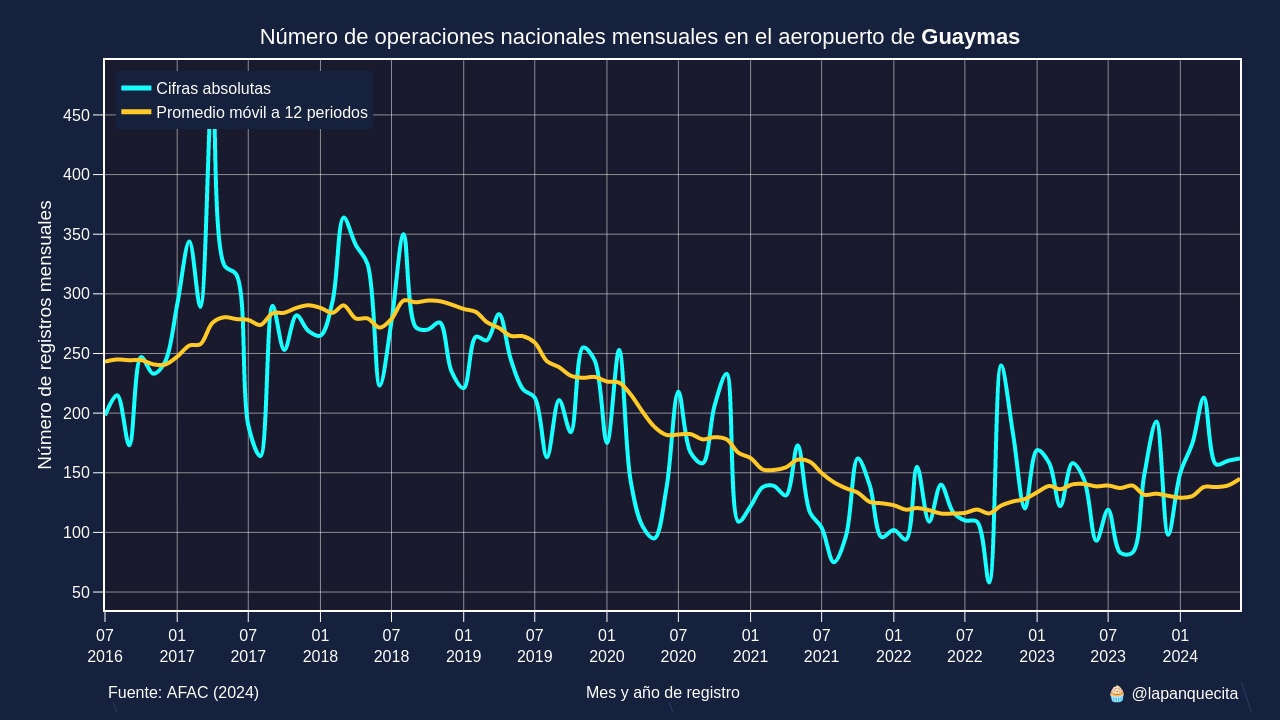 Número de operaciones nacionales mensuales en el aeropuerto de Guaymas
Cifras absolutas
Promedio móvil a 12 periodos
Número de registros mensuales
450
400
350
300
250
200
150
100
50
07 01 07 01 07 01 07 01 07 01 07 01 07 01 07 01
2016 2017 2017 2018 2018 2019 2019 2020 2020 2021 2021 2022 2022 2023 2023 2024
Fuente: AFAC (2024)
Mes y año de registro
🧁 @lapanquecita